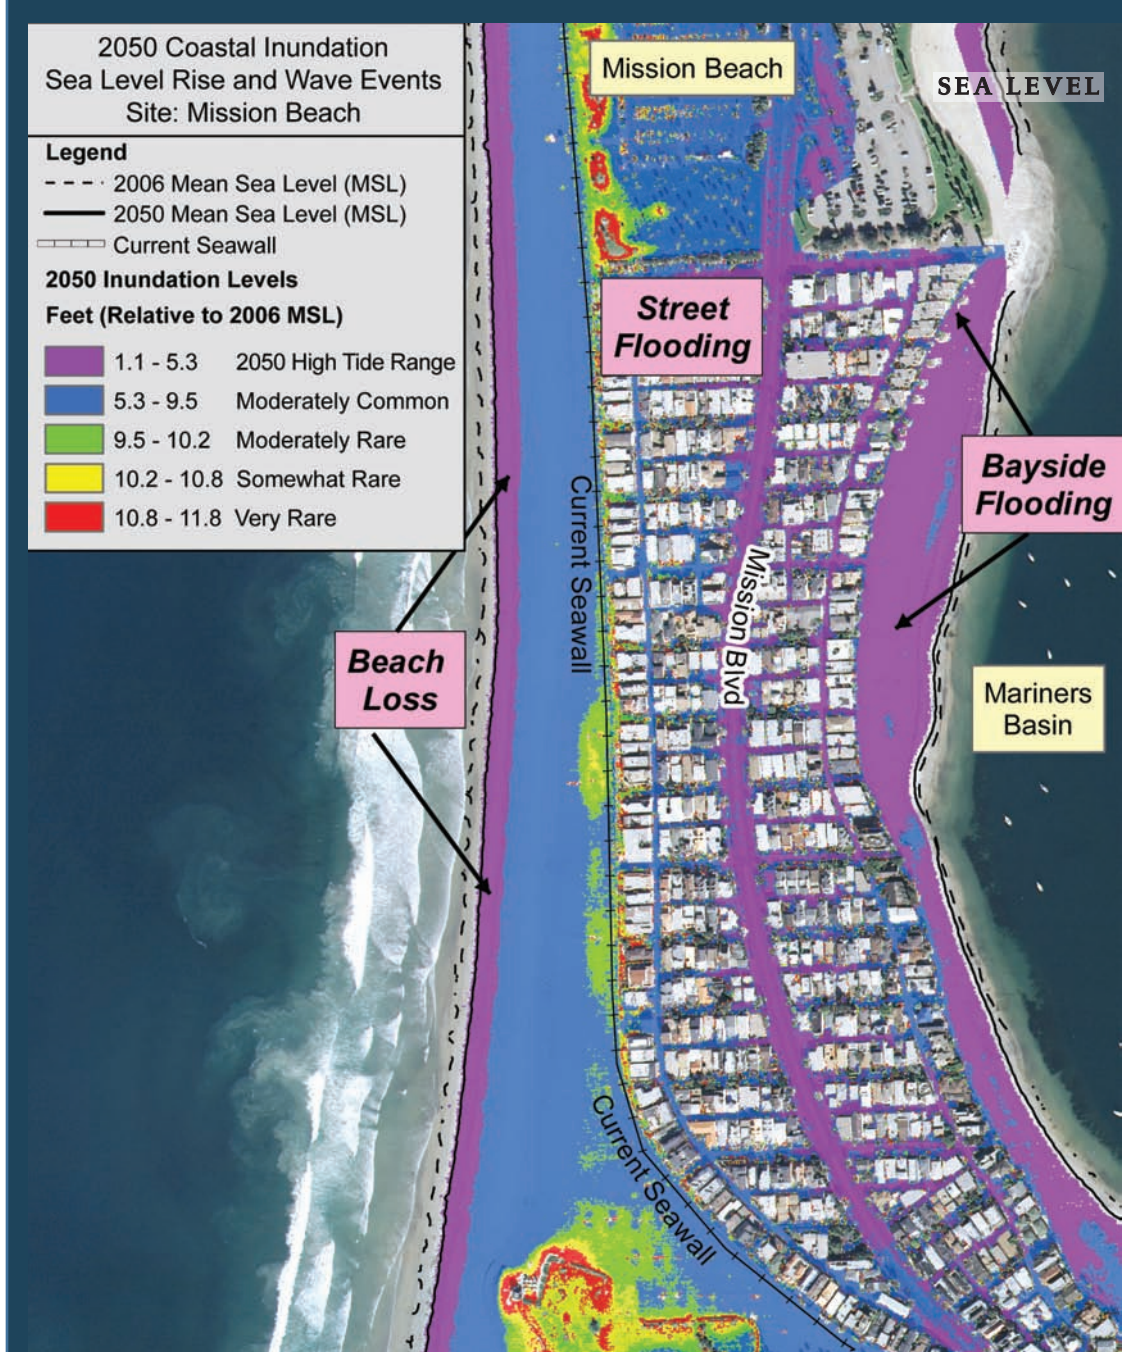 2050 Coastal Inundation
Sea Level Rise and Wave Events
Site: Mission Beach
Legend
2006 Mean Sea Level (MSL)
2050 Mean Sea Level (MSL)
Current Seawall
2050 Inundation Levels
Feet (Relative to 2006 MSL)
1.1 - 5.3 2050 High Tide Range
5.3 - 9.5 Moderately Common
9.5 - 10.2 Moderately Rare
10.2 - 10.8 Somewhat Rare
10.8 - 11.8 Very Rare
Mission Beach
SEA LEVEL
Street
Flooding
Bayside
Flooding
Current Seawall
Mission Blvd
Beach
Loss
Mariners
Basin
Current Seawall